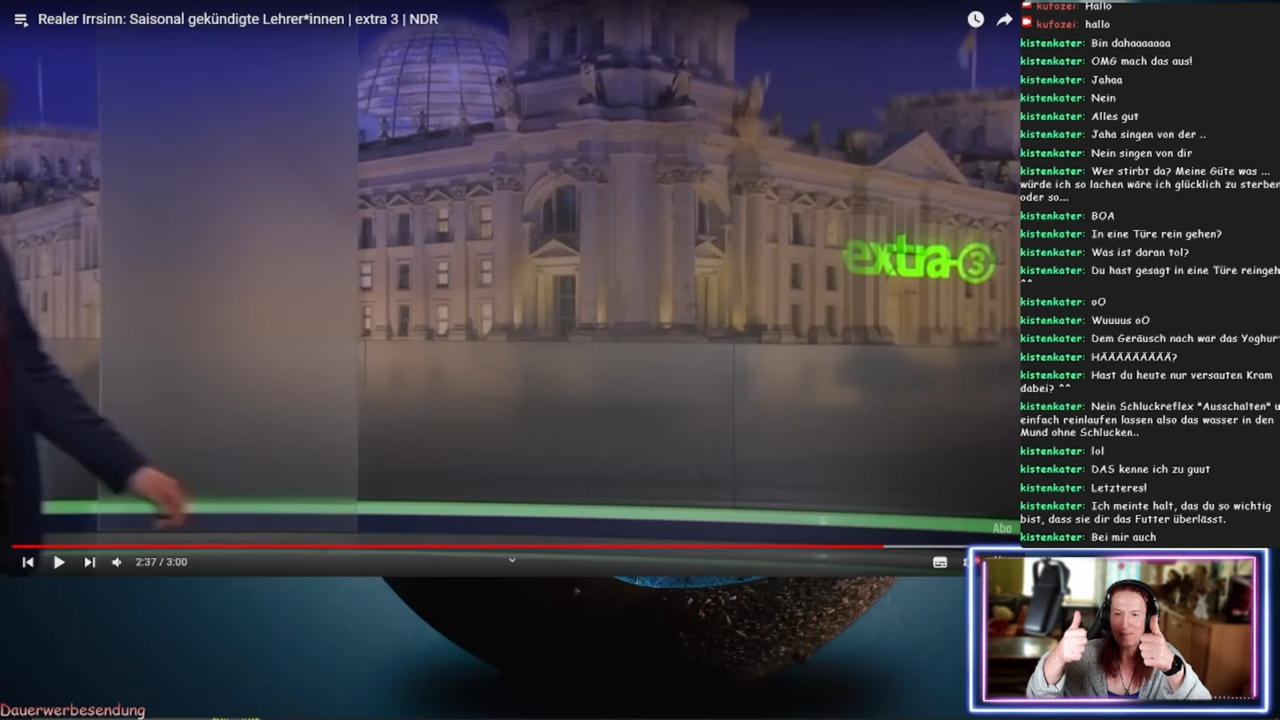 Realer Irrsinn: Saisonal gekündigte Lehrer*innen | extra 3 | NDR
extra 3
Abo
2:37 / 3:00
kufozei: Hallo
kufozei: hallo
kistenkater: Bin dahaaaaaaa
kistenkater: OMG mach das aus!
kistenkater: Jahaa
kistenkater: Nein
kistenkater: Alles gut
kistenkater: Jaha singen von der ..
kistenkater: Nein singen von dir
kistenkater: Wer stirbt da? Meine Güte was ...
würde ich so lachen wäre ich glücklich zu sterben
oder so...
kistenkater: BOA
kistenkater: In eine Türe rein gehen?
kistenkater: Was ist daran tol?
kistenkater: Du hast gesagt in eine Türe reingeh
^^
kistenkater: oO
kistenkater: Wuuuus oO
kistenkater: Dem Geräusch nach war das Yoghur
kistenkater: HÄÄÄÄÄÄÄÄÄ?
kistenkater: Hast du heute nur versauten Kram
dabei? ^^
kistenkater: Nein Schluckreflex "Ausschalten" u
einfach reinlaufen lassen also das wasser in den
Mund ohne Schlucken..
kistenkater: lol
kistenkater: DAS kenne ich zu guut
kistenkater: Letzteres!
kistenkater: Ich meinte halt, das du so wichtig
bist, dass sie dir das Futter überlässt.
kistenkater: Bei mir auch
Dauerwerbesendung